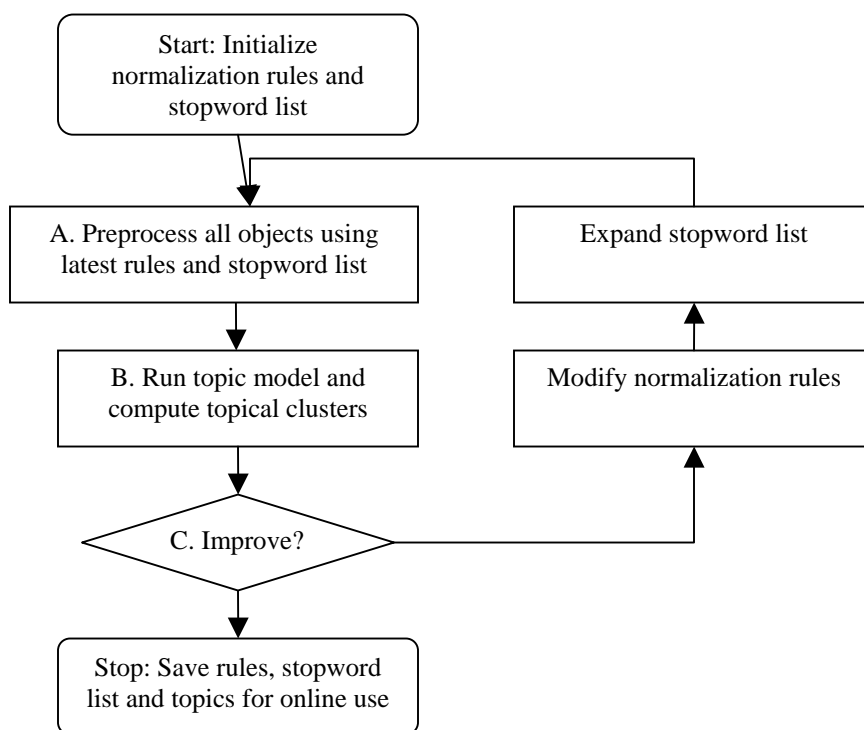 Start: Initialize
normalization rules and
stopword list
A. Preprocess all objects using
latest rules and stopword list
Expand stopword list
B. Run topic model and
compute topical clusters
Modify normalization rules
C. Improve?
Stop: Save rules, stopword
list and topics for online use